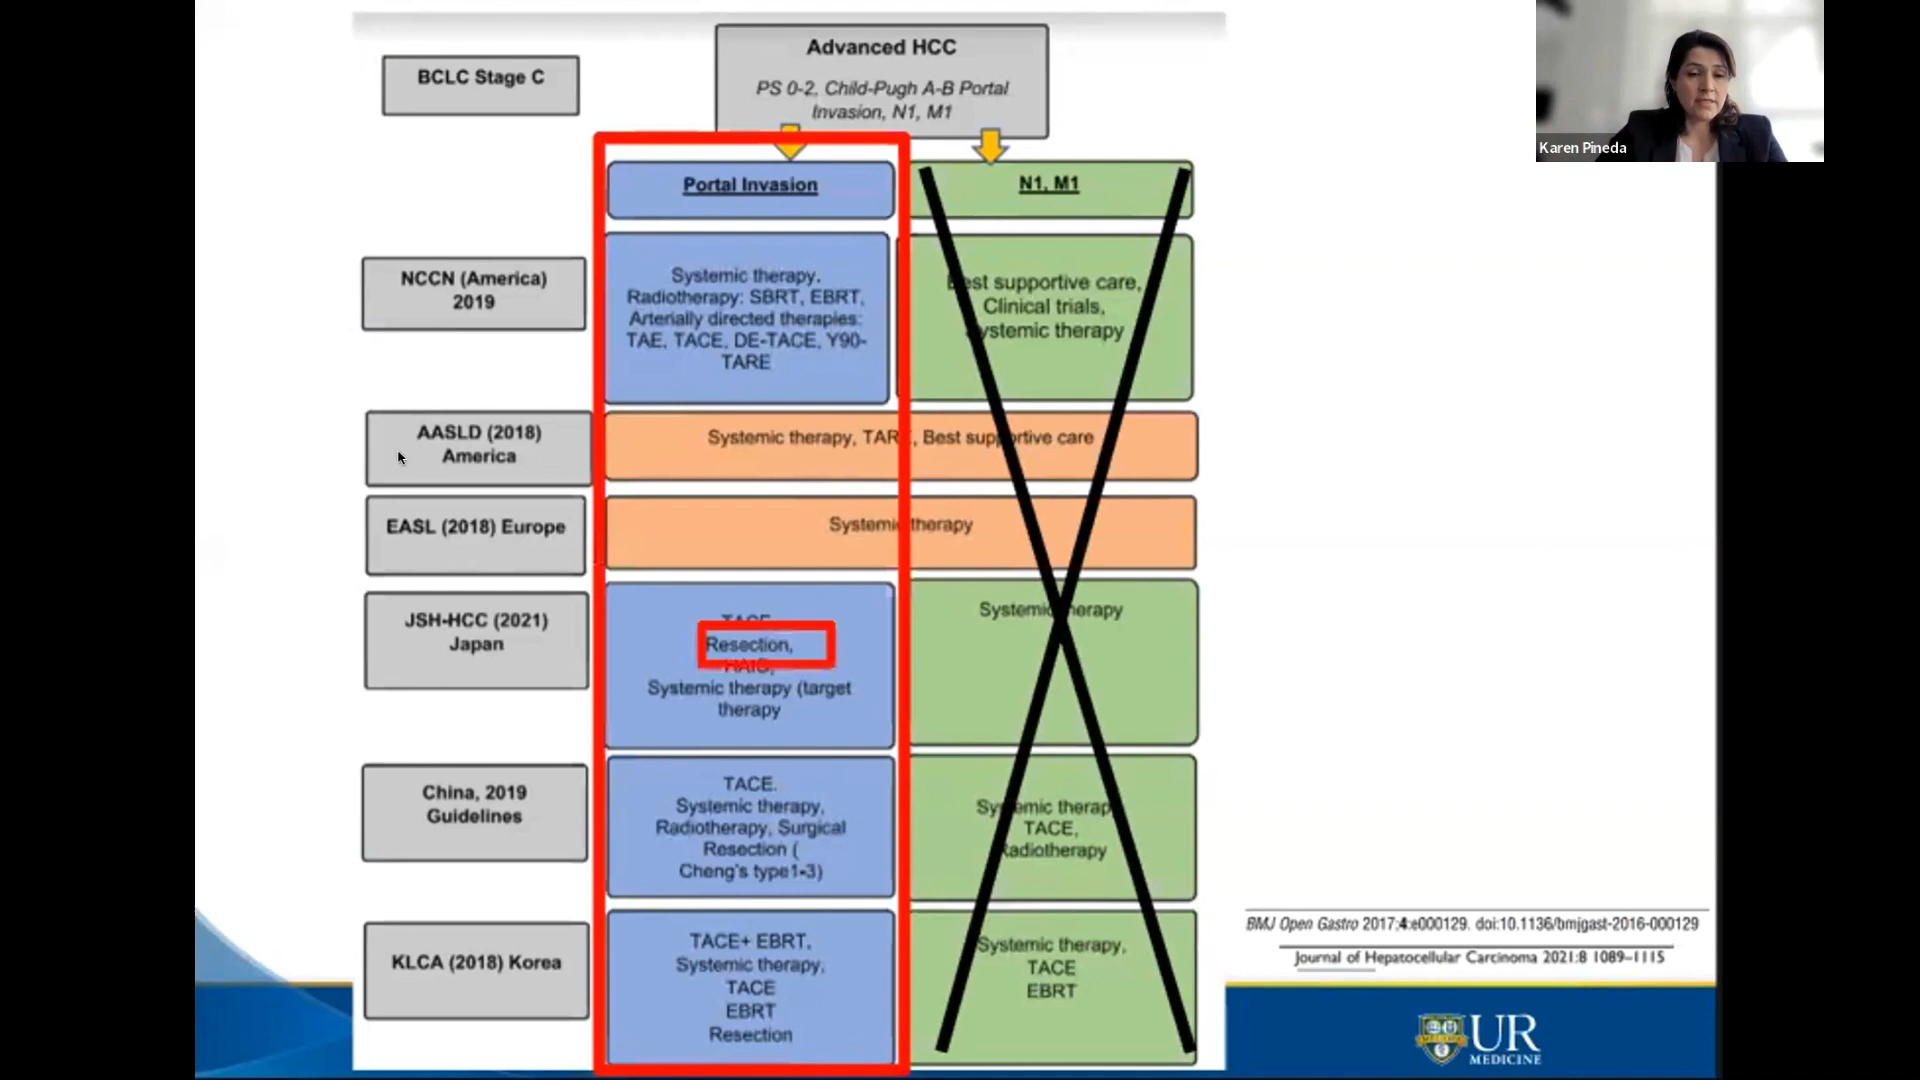 BCLC Stage C
Advanced HCC
PS 0-2, Child-Pugh A-B Portal
Invasion, N1, M1
Karen Pineda
Portal Invasion
N1, M1
NCCN (America)
2019
Systemic therapy.
Radiotherapy: SBRT, EBRT.
Arterially directed therapies:
TAE, TACE, DE-TACE, Y90-
TARE
Best supportive care,
Clinical trials,
Systemic therapy
AASLD (2018)
America
Systemic therapy, TARE, Best supportive care
EASL (2018) Europe
Systemic therapy
JSH-HCC (2021)
Japan
TACE
Resection,
HAIC,
Systemic therapy (target
therapy
Systemic therapy
China, 2019
Guidelines
TACE.
Systemic therapy,
Radiotherapy, Surgical
Resection (
Cheng's type1-3)
Systemic therapy
TACE,
Radiotherapy
KLCA (2018) Korea
TACE+ EBRT,
Systemic therapy,
TACE
EBRT
Resection
Systemic therapy,
TACE
EBRT
BMJ Open Gastro 2017;4:e000129. doi:10.1136/bmjgast-2016-000129
Journal of Hepatocellular Carcinoma 2021:8 1089–1115
UR
MEDICINE